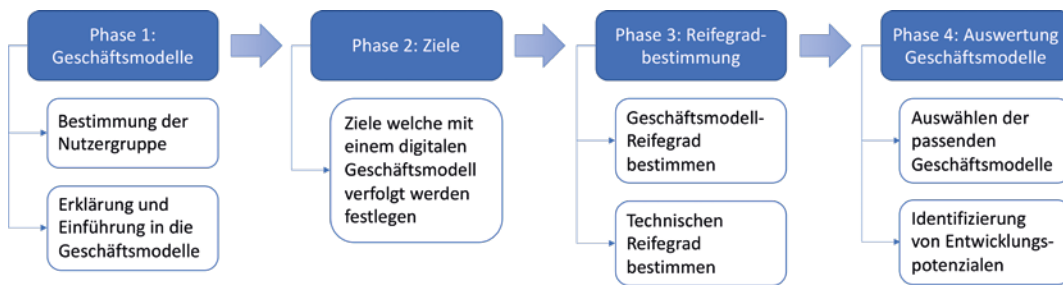 Phase 1:
Geschäftsmodelle
Bestimmung der
Nutzergruppe
Erklärung und
Einführung in die
Geschäftsmodelle
Phase 2: Ziele
Ziele welche mit
einem digitalen
Geschäftsmodell
verfolgt werden
festlegen
Phase 3: Reifegrad-
bestimmung
Geschäftsmodell-
Reifegrad
bestimmen
Technischen
Reifegrad
bestimmen
Phase 4: Auswertung
Geschäftsmodelle
Auswählen der
passenden
Geschäftsmodelle
Identifizierung
von Entwicklungs-
potenzialen